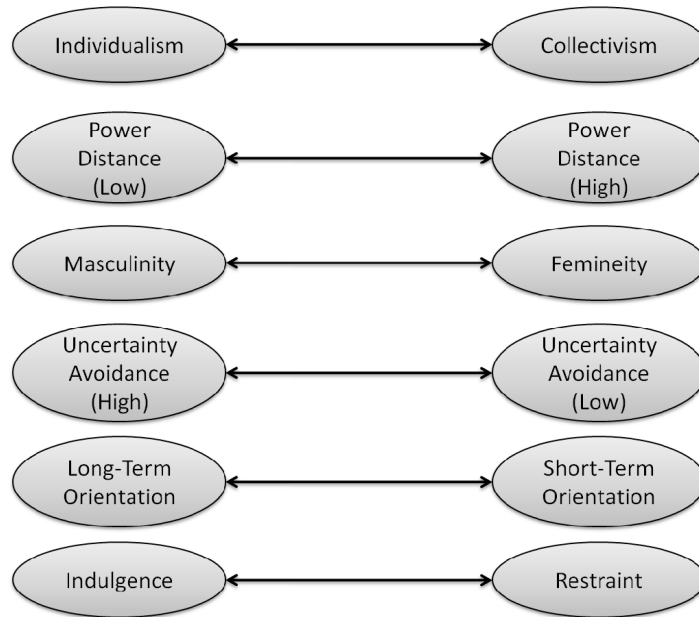 Individualism
Collectivism
Power
Distance
(Low)
Power
Distance
(High)
Masculinity
Femineity
Uncertainty
Avoidance
(High)
Uncertainty
Avoidance
(Low)
Long-Term
Orientation
Short-Term
Orientation
Indulgence
Restraint